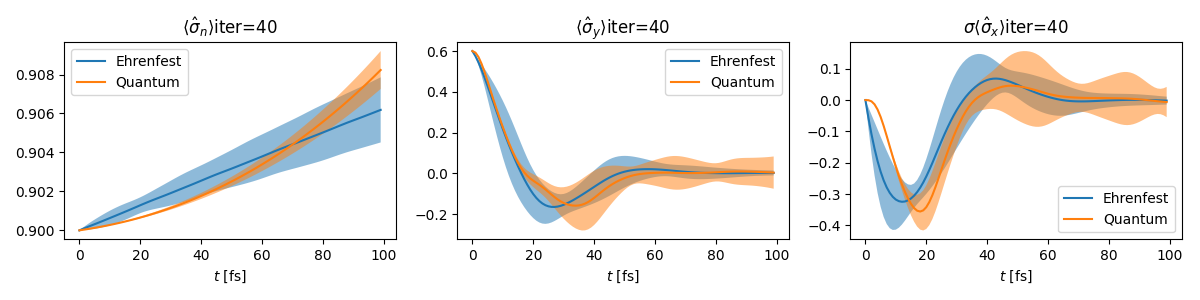 ⟨σ̂ₙ⟩iter=40
0.908
0.906
0.904
0.902
0.900
Ehrenfest
Quantum
0 20 40 60 80 100
t [fs]
⟨σ̂ᵧ⟩iter=40
0.6
0.4
0.2
0.0
−0.2
Ehrenfest
Quantum
0 20 40 60 80 100
t [fs]
σ⟨σ̂ₓ⟩iter=40
0.1
0.0
−0.1
−0.2
−0.3
−0.4
Ehrenfest
Quantum
0 20 40 60 80 100
t [fs]